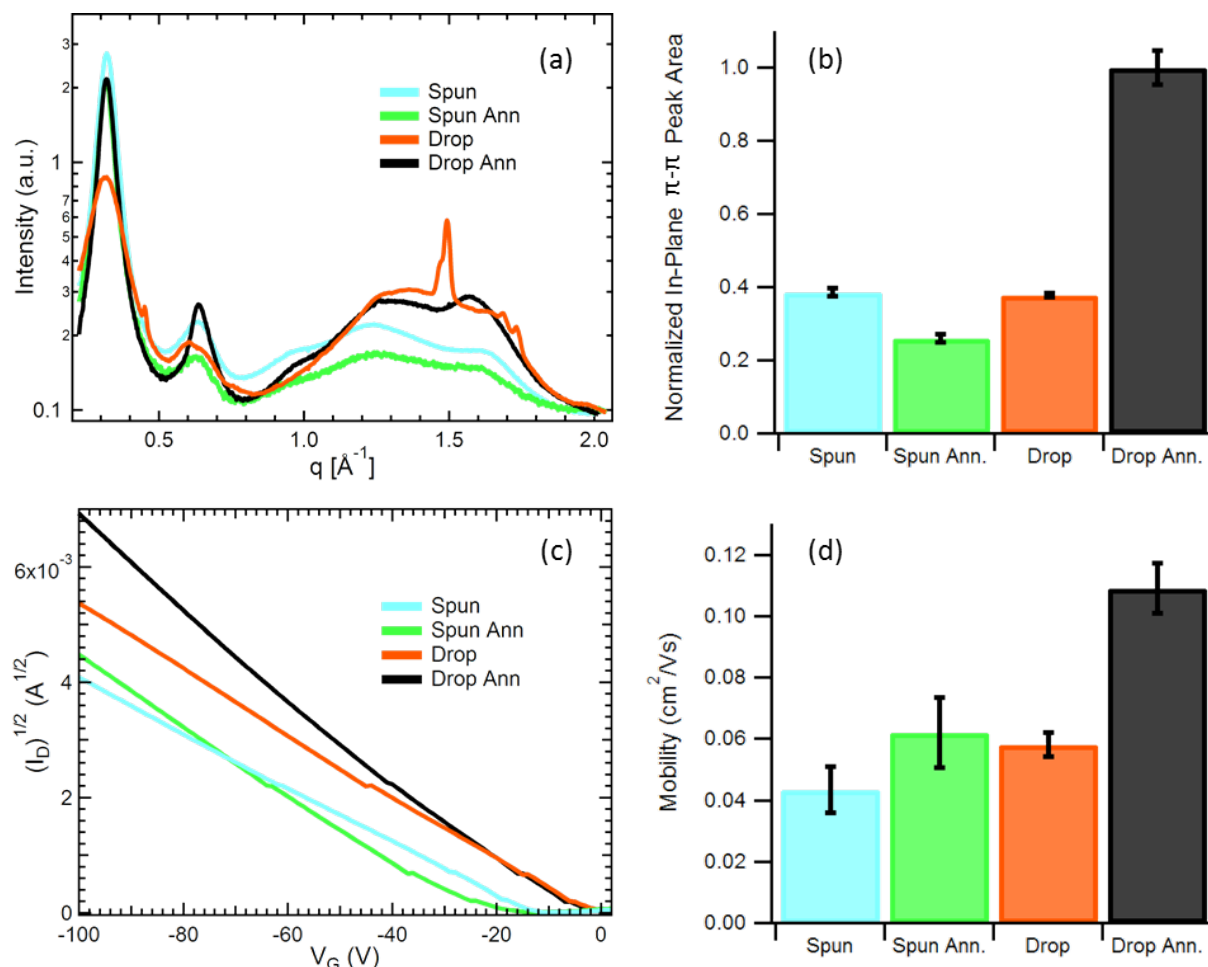 (a)
Intensity (a.u.)
3
2
1
8
7
6
5
4
3
2
0.1
Spun
Spun Ann
Drop
Drop Ann
0.5
1.0
1.5
2.0
q [Å⁻¹]
(b)
Normalized In-Plane π-π Peak Area
1.0
0.8
0.6
0.4
0.2
0.0
Spun
Spun Ann.
Drop
Drop Ann.
(c)
(I_D)^1/2 (A^1/2)
6x10⁻³
4
2
0
Spun
Spun Ann
Drop
Drop Ann
-100
-80
-60
-40
-20
0
V_G (V)
(d)
Mobility (cm²/Vs)
0.12
0.10
0.08
0.06
0.04
0.02
0.00
Spun
Spun Ann.
Drop
Drop Ann.